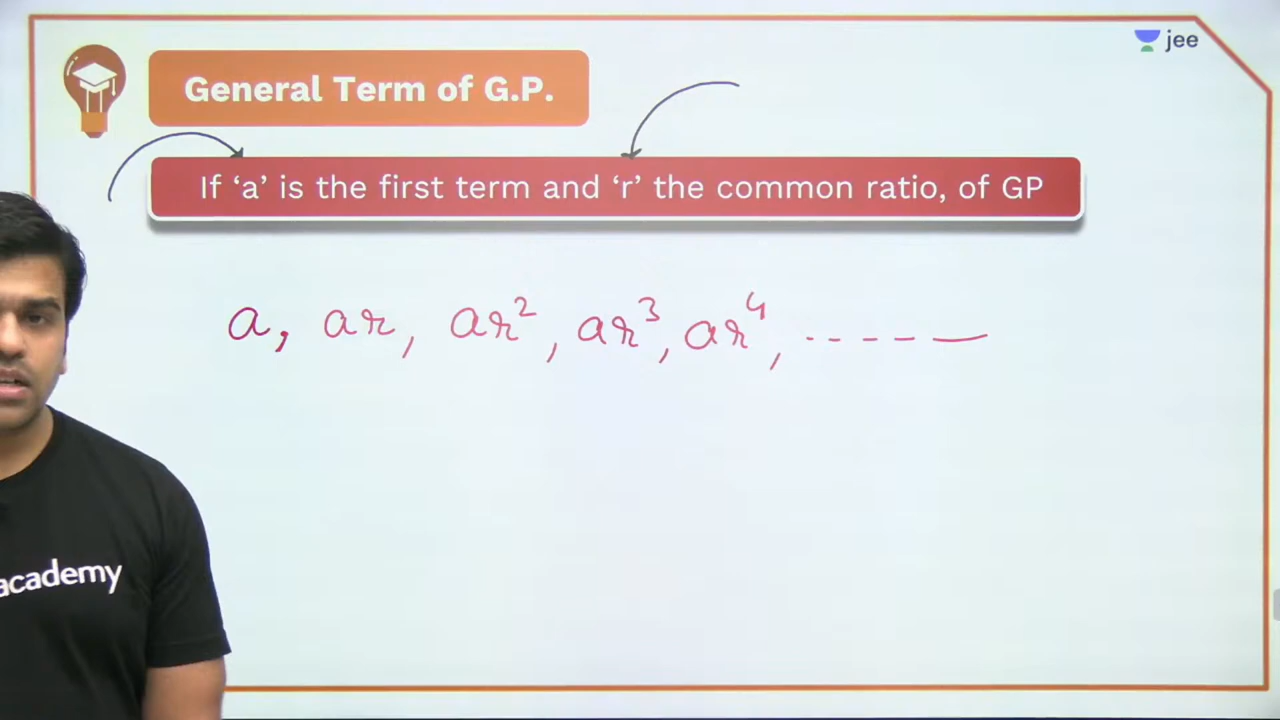 jee
General Term of G.P.
If ‘a’ is the first term and ‘r’ the common ratio, of GP
a, ar, ar², ar³, ar⁴, -----
academy